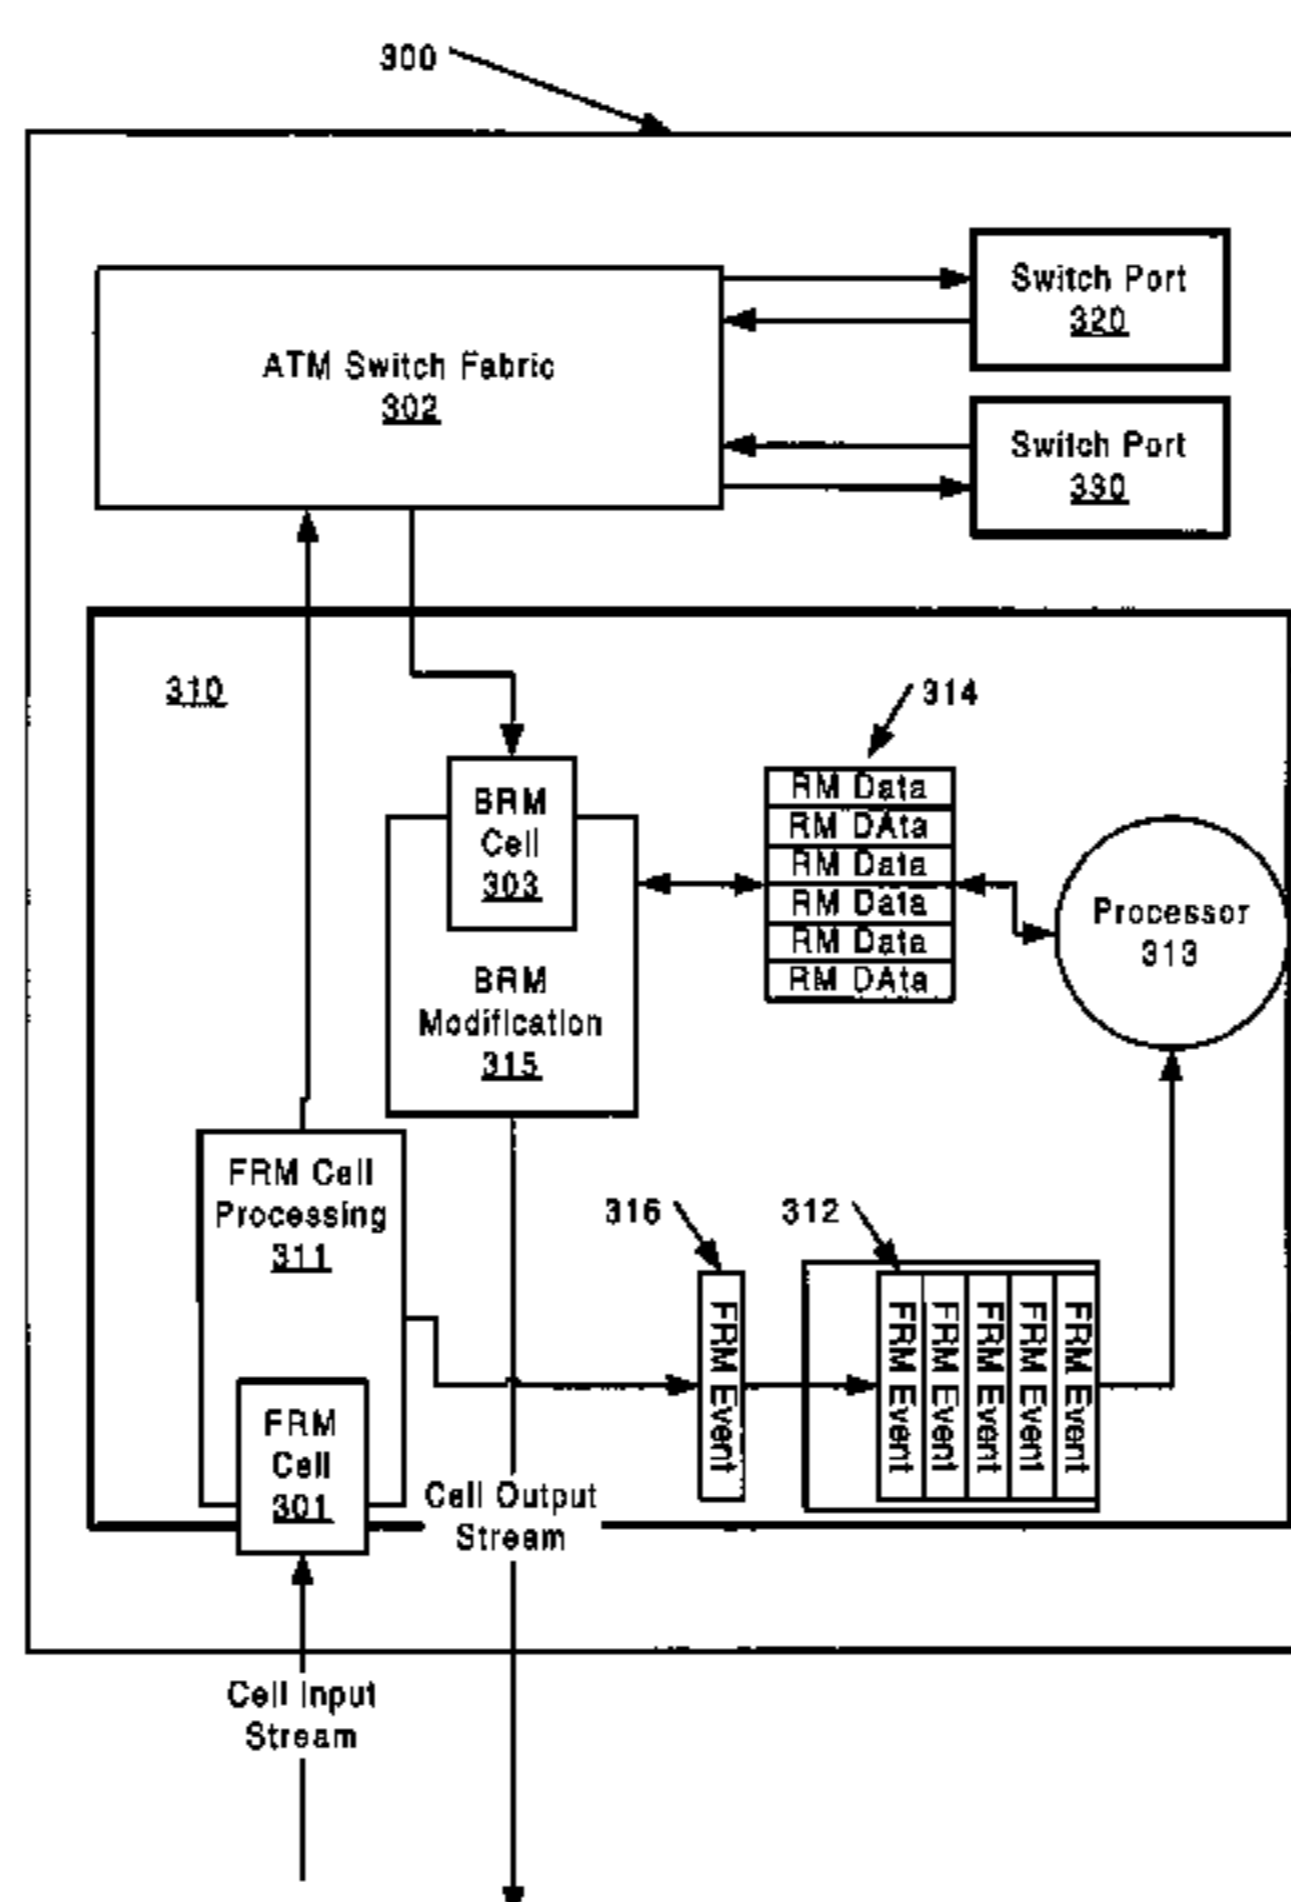 300
Switch Port
320
ATM Switch Fabric
302
Switch Port
330
310
314
BRM
Cell
303
RM Data
RM DAta
RM Data
RM Data
RM Data
RM DAta
Processor
313
BRM
Modification
315
FRM Cell
Processing
311
316
312
FRM Event
FRM Event
FRM Event
FRM Event
FRM Event
FRM Event
FRM
Cell
301
Cell Output
Stream
Cell Input
Stream